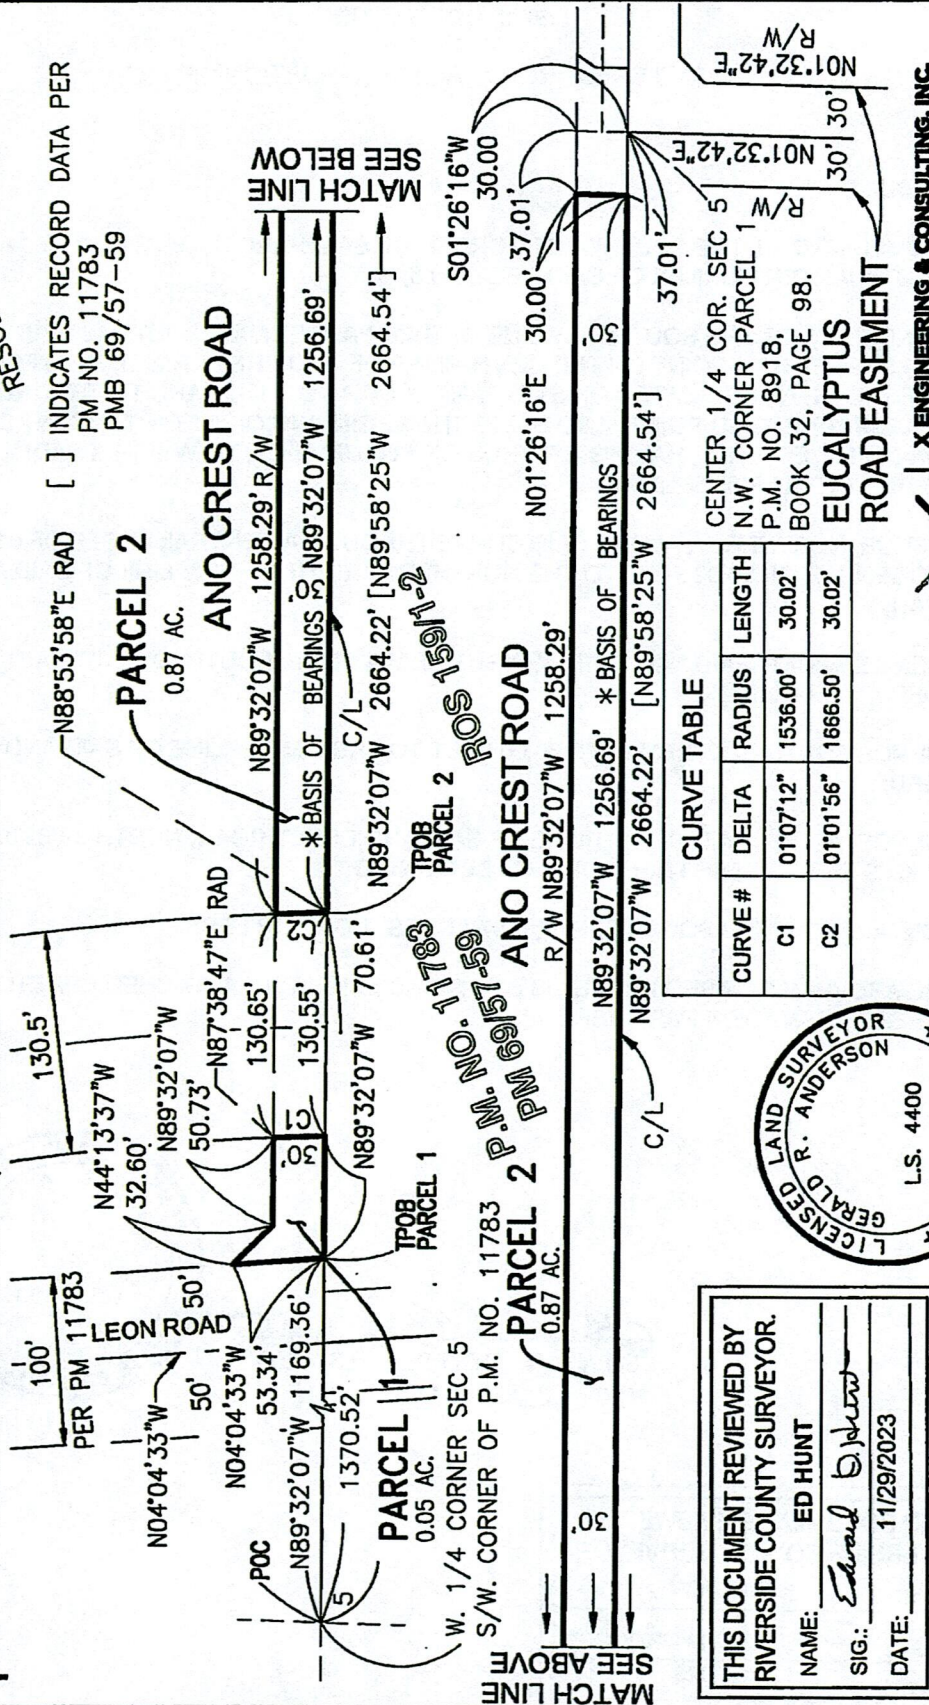 RESO
[ ] INDICATES RECORD DATA PER
PM NO. 11783
PMB 69/57-59
100'
PER PM 11783
N04°04'33"W
50'
50'
LEON ROAD
N04°04'33"W
53.34'
POC
N89°32'07"W 1169.36'
5
1370.52'
PARCEL 1
0.05 AC.
W. 1/4 CORNER SEC 5
S/W. CORNER OF P.M. NO. 11783
TPOB
PARCEL 1
130.5'
N44°13'37"W
32.60'
N89°32'07"W
50.73'
C1
30'
N87°38'47"E RAD
130.65'
130.55'
N89°32'07"W 70.61'
C2
N88°53'58"E RAD
PARCEL 2
0.87 AC.
ANO CREST ROAD
N89°32'07"W 1258.29' R/W
* BASIS OF BEARINGS 30' N89°32'07"W 1256.69'
C/L
N89°32'07"W 2664.22' [N89°58'25"W 2664.54']
TPOB
PARCEL 2
MATCH LINE
SEE BELOW
P.M. NO. 11783
PM 69/57-59
ROS 159/1-2
MATCH LINE
SEE ABOVE
30'
PARCEL 2
0.87 AC.
ANO CREST ROAD
R/W N89°32'07"W 1258.29'
N89°32'07"W 1256.69' * BASIS OF BEARINGS
30'
N89°32'07"W 2664.22' [N89°58'25"W 2664.54']
C/L
N01°26'16"E 30.00'
37.01'
S01°26'16"W
30.00
37.01'
N01°32'42"E
R/W
N01°32'42"E
30'
30'
N01°32'42"E
R/W
CENTER 1/4 COR. SEC 5
N.W. CORNER PARCEL 1
P.M. NO. 8918,
BOOK 32, PAGE 98.
EUCALYPTUS
ROAD EASEMENT
CURVE TABLE
CURVE # DELTA RADIUS LENGTH
C1 01°07'12" 1536.00' 30.02'
C2 01°01'56" 1666.50' 30.02'
THIS DOCUMENT REVIEWED BY
RIVERSIDE COUNTY SURVEYOR.
NAME: ED HUNT
SIG.: Edward D Hunt
DATE: 11/29/2023
LICENSED LAND SURVEYOR
GERALD R. ANDERSON
L.S. 4400
X ENGINEERING & CONSULTING, INC.